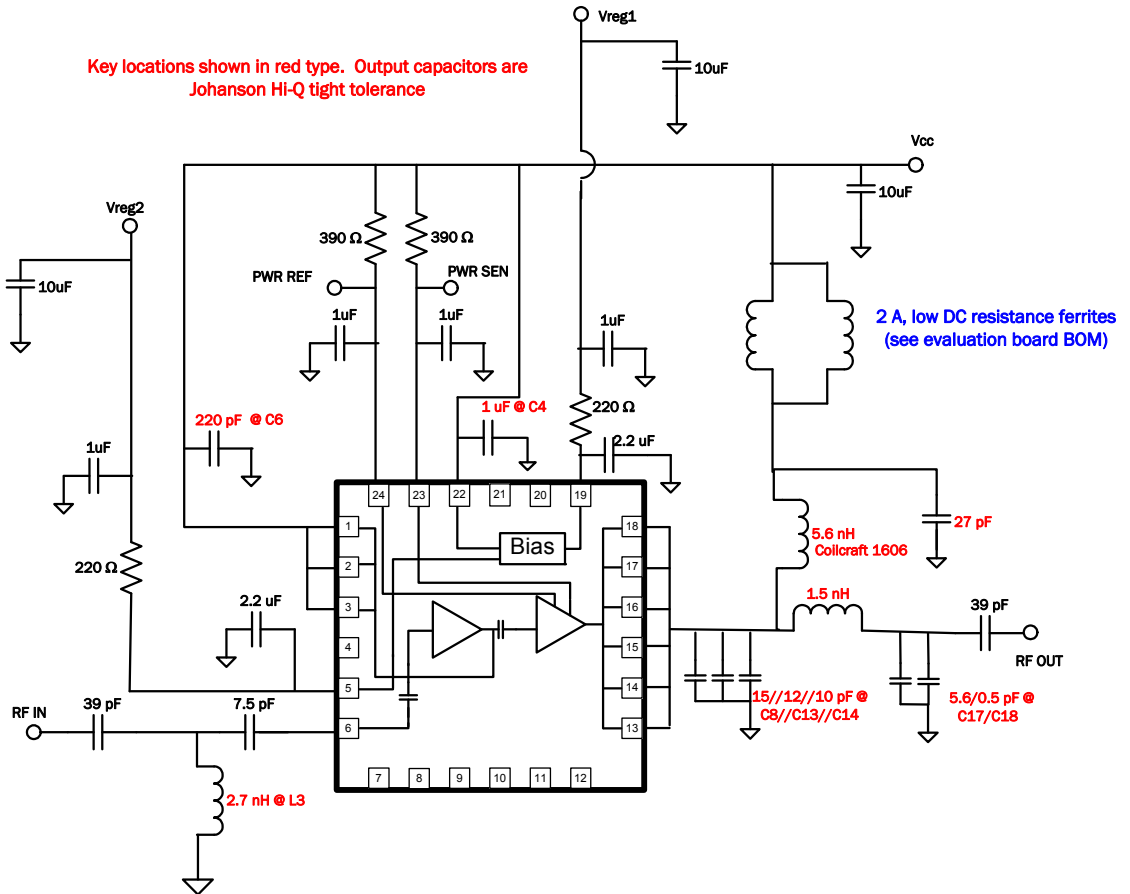 Vreg1
Key locations shown in red type.  Output capacitors are
Johanson Hi-Q tight tolerance
10uF
Vcc
10uF
Vreg2
390 Ω
390 Ω
PWR REF
PWR SEN
10uF
1uF
1uF
1uF
2 A, low DC resistance ferrites
(see evaluation board BOM)
220 pF  @ C6
1 uF @ C4
220 Ω
1uF
2.2 uF
24
23
22
21
20
19
1
18
Bias
5.6 nH
Coilcraft 1606
27 pF
220 Ω
2
17
2.2 uF
3
16
1.5 nH
39 pF
4
15
RF OUT
5
14
15//12//10 pF @
C8//C13//C14
5.6/0.5 pF @
C17/C18
RF IN
39 pF
7.5 pF
6
13
7
8
9
10
11
12
2.7 nH @ L3